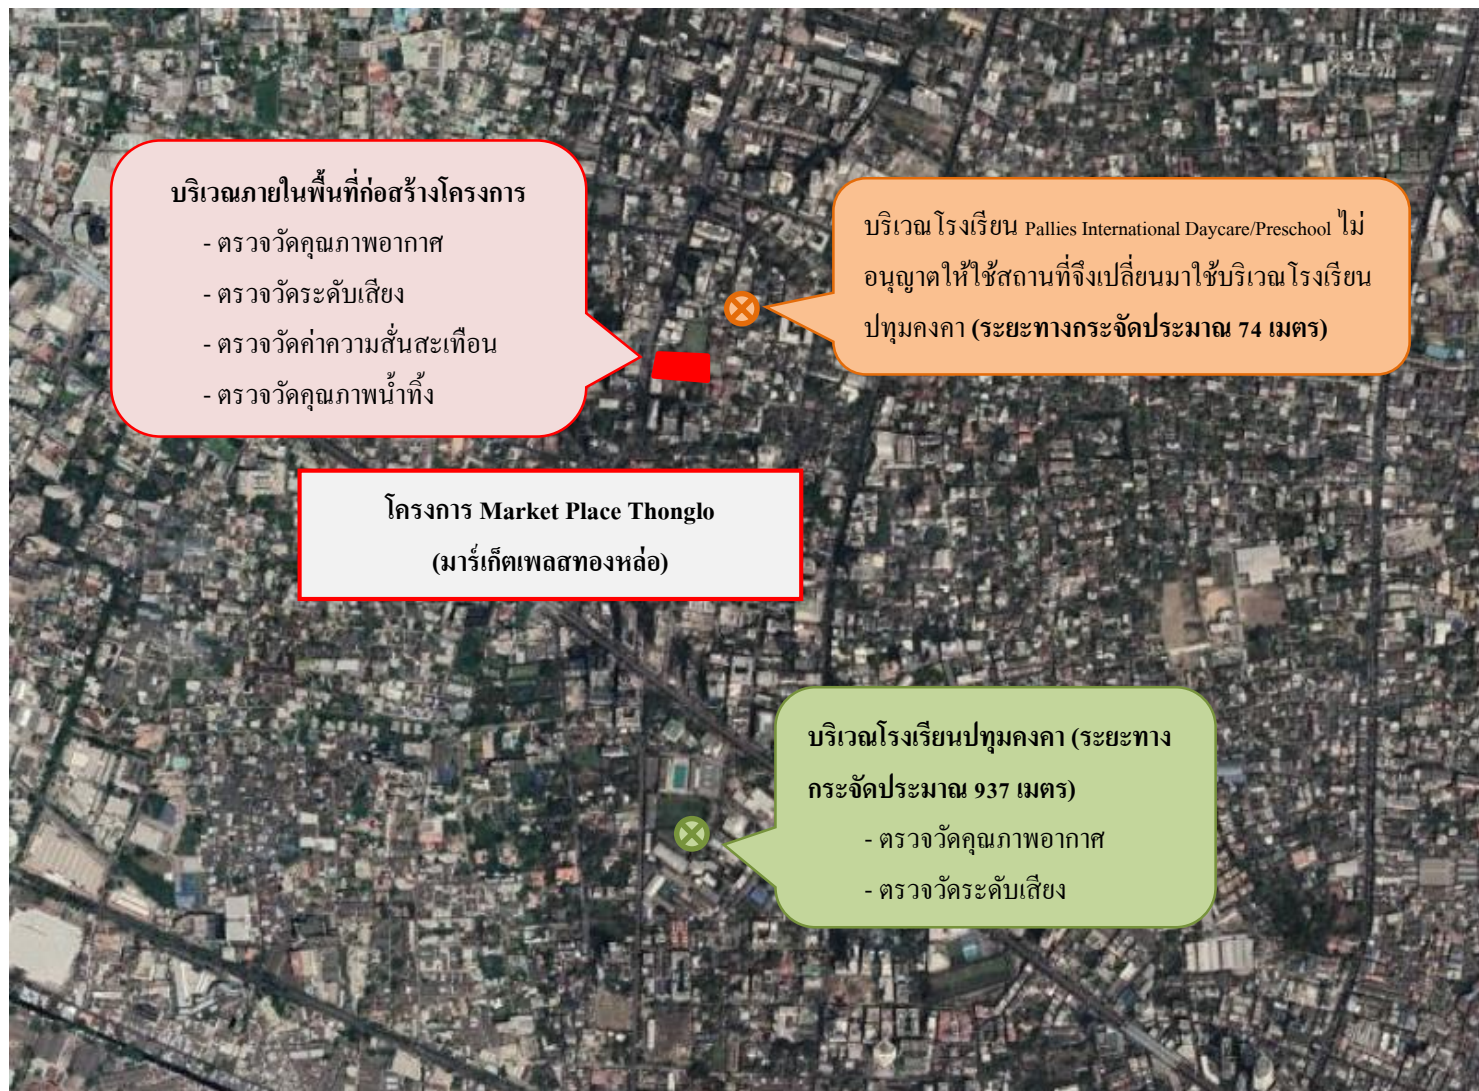 บริเวณภายในพื้นที่ก่อสร้างโครงการ
- ตรวจวัดคุณภาพอากาศ
- ตรวจวัดระดับเสียง
- ตรวจวัดค่าความสั่นสะเทือน
- ตรวจวัดคุณภาพน้ำทิ้ง
บริเวณโรงเรียน Pallies International Daycare/Preschool ไม่
อนุญาตให้ใช้สถานที่จึงเปลี่ยนมาใช้บริเวณโรงเรียน
ปทุมคงคา (ระยะทางกระจัดประมาณ 74 เมตร)
โครงการ Market Place Thonglo
(มาร์เก็ตเพลสทองหล่อ)
บริเวณโรงเรียนปทุมคงคา (ระยะทาง
กระจัดประมาณ 937 เมตร)
- ตรวจวัดคุณภาพอากาศ
- ตรวจวัดระดับเสียง